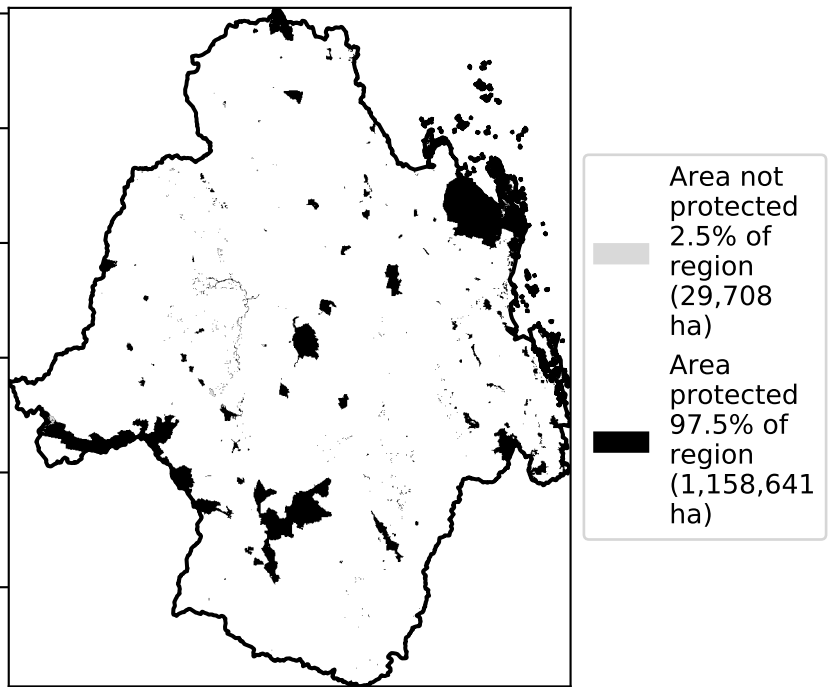 Area not
protected
2.5% of
region
(29,708
ha)
Area
protected
97.5% of
region
(1,158,641
ha)